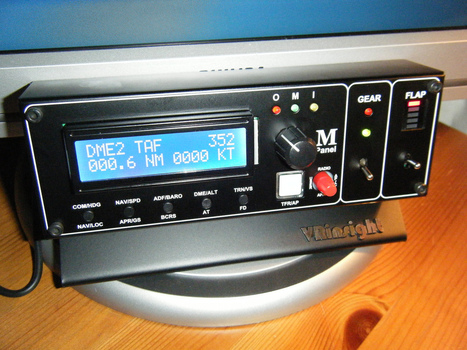 O M I
GEAR
FLAP
DME2 TAF 352
000.6 NM 0000 KT
M
Panel
RADIO
COM/HDG NAV/SPD ADF/BARO DME/ALT TRN/VS
NAV/LOC APR/GS BCRS AT FD
TFR/AP
VRinsight